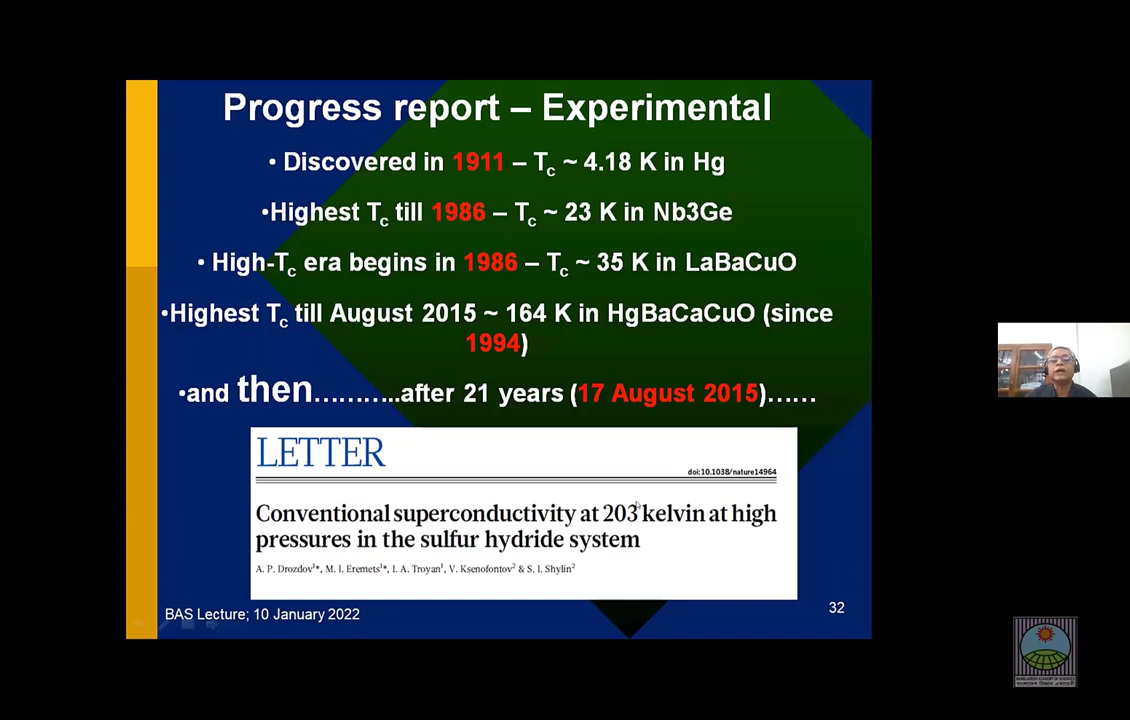 Progress report – Experimental
• Discovered in 1911 – Tc ~ 4.18 K in Hg
•Highest Tc till 1986 – Tc ~ 23 K in Nb3Ge
• High-Tc era begins in 1986 – Tc ~ 35 K in LaBaCuO
•Highest Tc till August 2015 ~ 164 K in HgBaCaCuO (since
1994)
•and then………..after 21 years (17 August 2015)……
LETTER
doi:10.1038/nature14964
Conventional superconductivity at 203 kelvin at high
pressures in the sulfur hydride system
A. P. Drozdov1*, M. I. Eremets1*, I. A. Troyan1, V. Ksenofontov2 & S. I. Shylin2
BAS Lecture; 10 January 2022
32